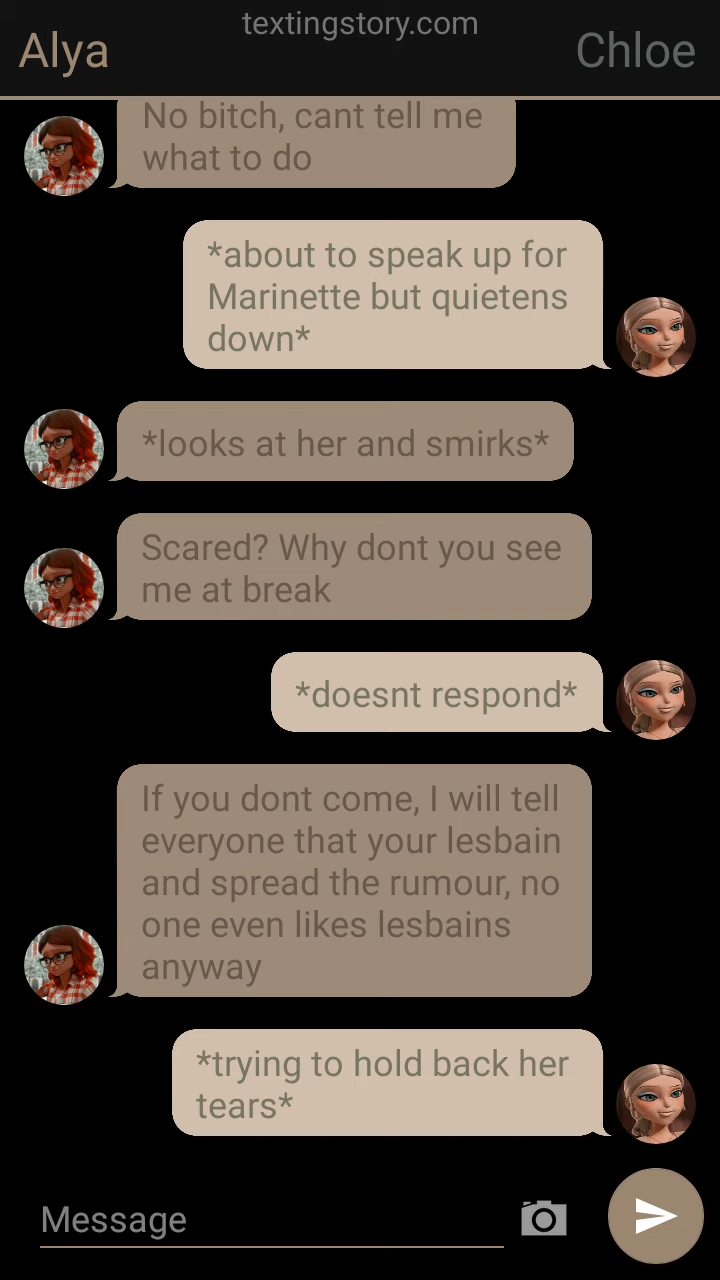 textingstory.com
Alya
Chloe
No bitch, cant tell me
what to do
*about to speak up for
Marinette but quietens
down*
*looks at her and smirks*
Scared? Why dont you see
me at break
*doesnt respond*
If you dont come, I will tell
everyone that your lesbain
and spread the rumour, no
one even likes lesbains
anyway
*trying to hold back her
tears*
Message